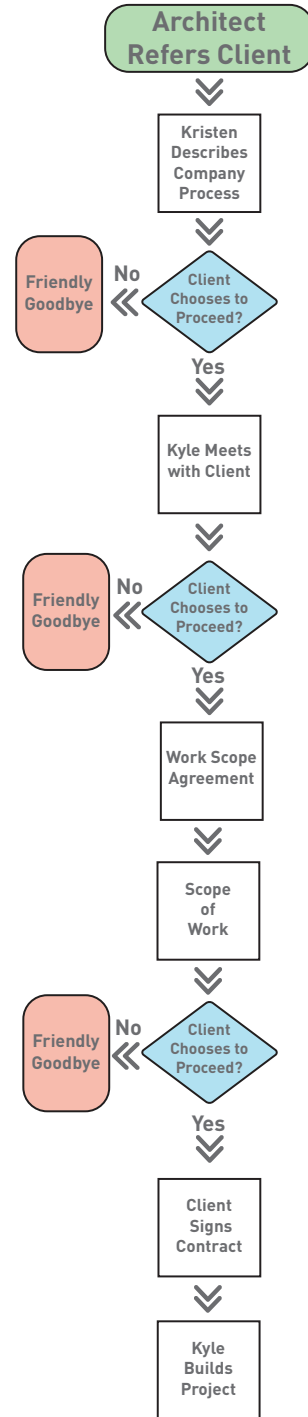 Architect
Refers Client
Kristen
Describes
Company
Process
Client
Chooses to
Proceed?
No
Friendly
Goodbye
Yes
Kyle Meets
with Client
Client
Chooses to
Proceed?
No
Friendly
Goodbye
Yes
Work Scope
Agreement
Scope
of
Work
Client
Chooses to
Proceed?
No
Friendly
Goodbye
Yes
Client
Signs
Contract
Kyle
Builds
Project